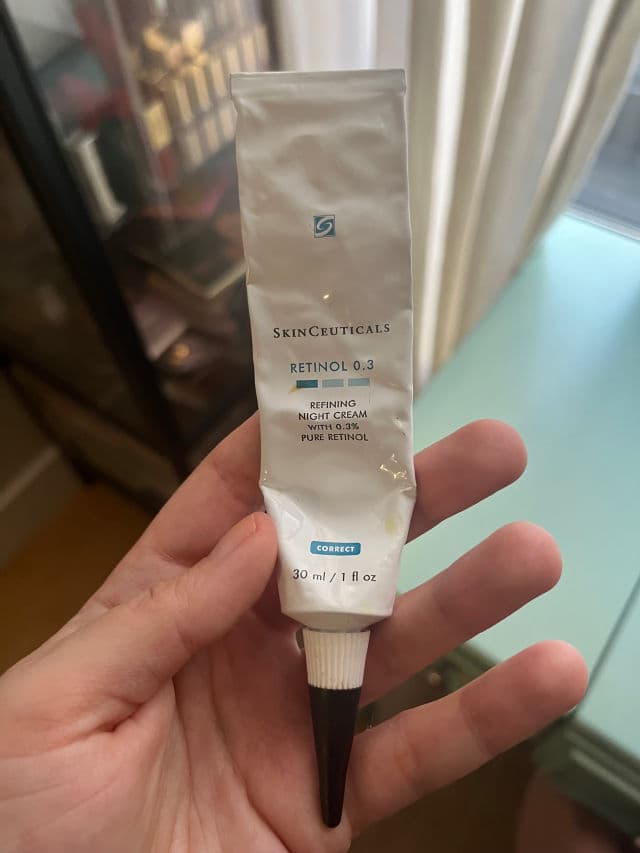 SKINCEUTICALS
RETINOL 0.3
REFINING
NIGHT CREAM
WITH 0.3%
PURE RETINOL
CORRECT
30 ml / 1 fl oz